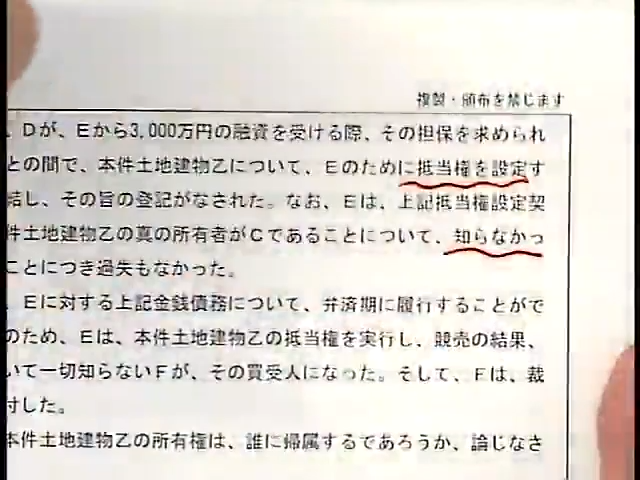 複製・頒布を禁じます
、Dが、Eから3,000万円の融資を受ける際、その担保を求められ
との間で、本件土地建物乙について、Eのために抵当権を設定す
結し、その旨の登記がなされた。なお、Eは、上記抵当権設定契
件土地建物乙の真の所有者がCであることについて、知らなかっ
ことにつき過失もなかった。
、Eに対する上記金銭債務について、弁済期に履行することがで
のため、Eは、本件土地建物乙の抵当権を実行し、競売の結果、
いて一切知らないFが、その買受人になった。そして、Fは、裁
付した。
本件土地建物乙の所有権は、誰に帰属するであろうか、論じなさ